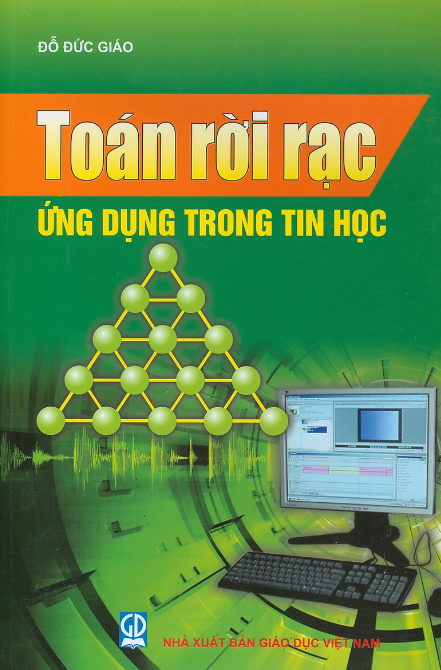 ĐỖ ĐỨC GIÁO
Toán rời rạc
ỨNG DỤNG TRONG TIN HỌC
GD
NHÀ XUẤT BẢN GIÁO DỤC VIỆT NAM